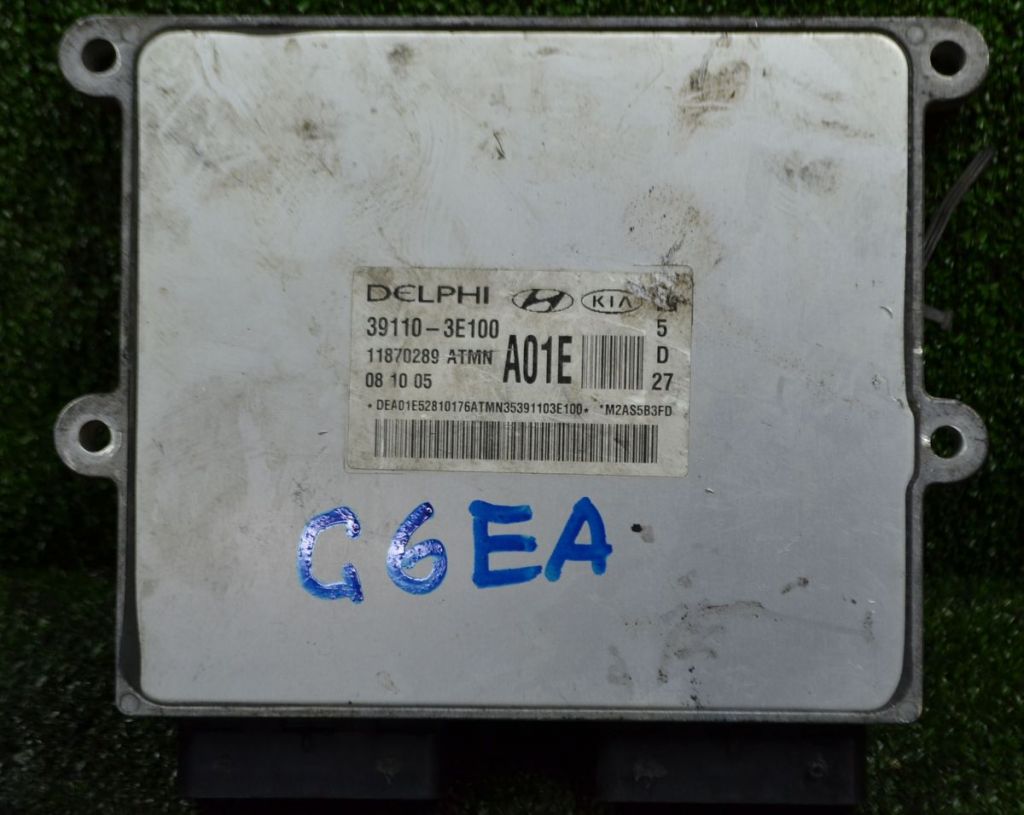 DELPHI KIA
39110-3E100 5
11870289 ATMN A01E D
08 10 05 27
*DEA01E52810176ATMN35391103E100* *M2AS5B3FD
G6EA